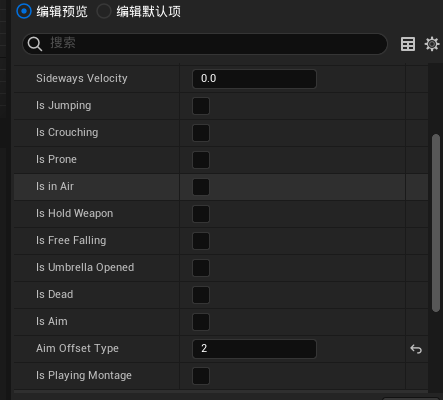 编辑预览 编辑默认项
搜索
Sideways Velocity 0.0
Is Jumping
Is Crouching
Is Prone
Is in Air
Is Hold Weapon
Is Free Falling
Is Umbrella Opened
Is Dead
Is Aim
Aim Offset Type 2
Is Playing Montage